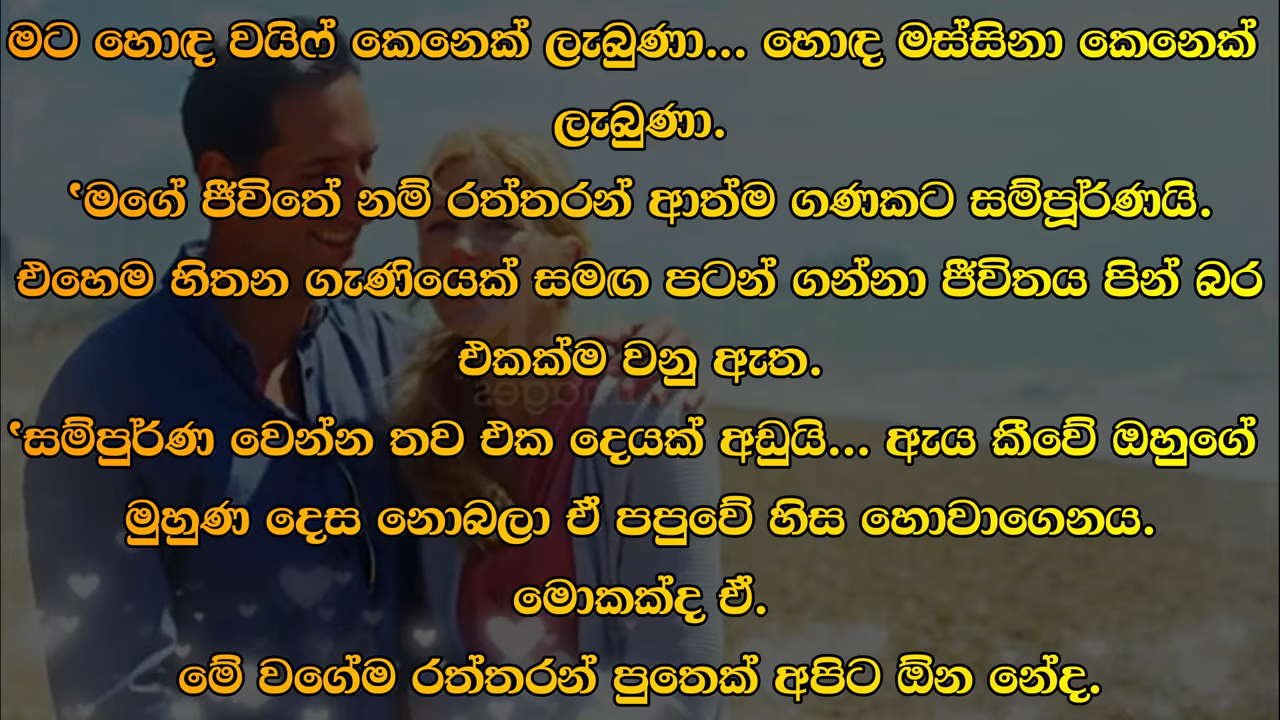 මට හොඳ වයිෆ් කෙනෙක් ලැබුණා... හොඳ මස්සිනා කෙනෙක්
ලැබුණා.
‛මගේ ජීවිතේ නම් රත්තරන් ආත්ම ගණකට සම්පූර්ණයි.
එහෙම හිතන ගැණියෙක් සමඟ පටන් ගන්නා ජීවිතය පින් බර
එකක්ම වනු ඇත.
‛සම්පුර්ණ වෙන්න තව එක දෙයක් අඩුයි... ඇය කීවේ ඔහුගේ
මුහුණ දෙස නොබලා ඒ පපුවේ හිස හොවාගෙනය.
මොකක්ද ඒ.
මේ වගේම රත්තරන් පුතෙක් අපිට ඕන නේද.